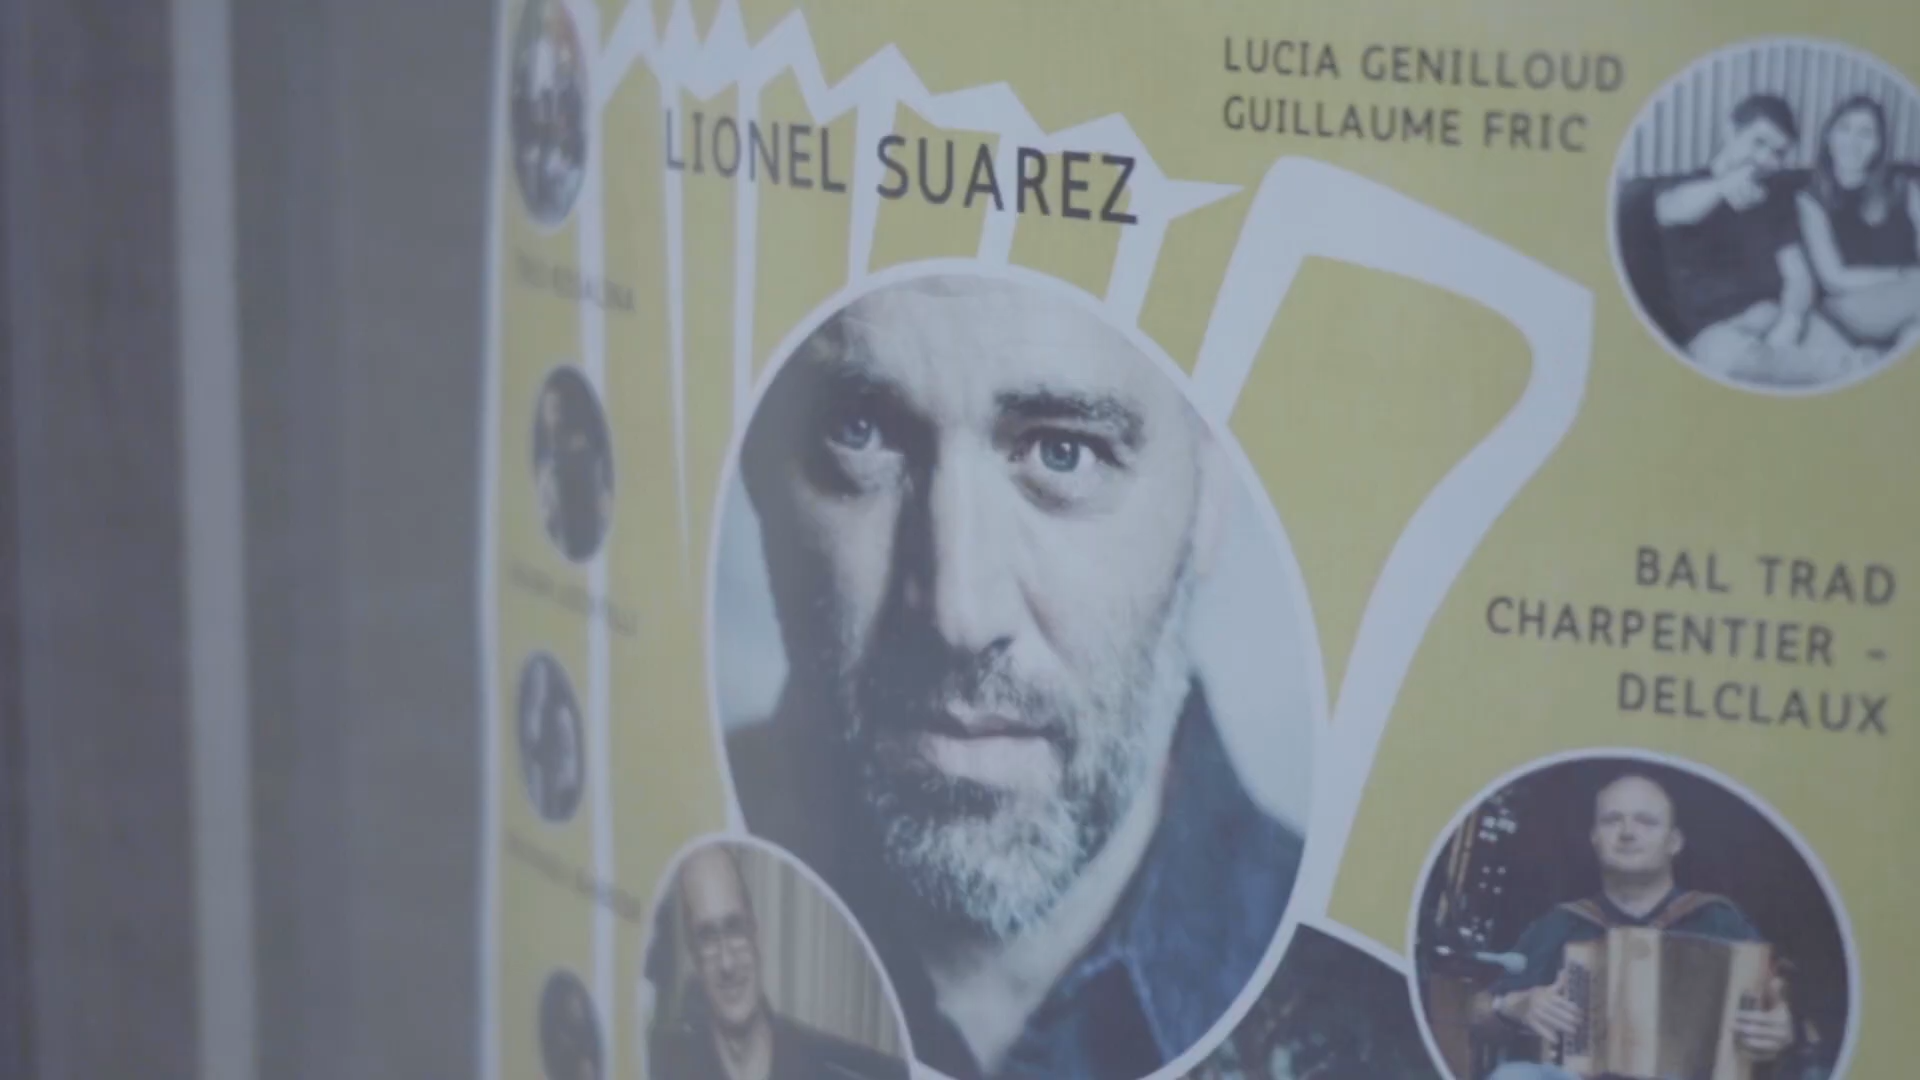 LIONEL SUAREZ
LUCIA GENILLOUD
GUILLAUME FRIC
BAL TRAD
CHARPENTIER -
DELCLAUX